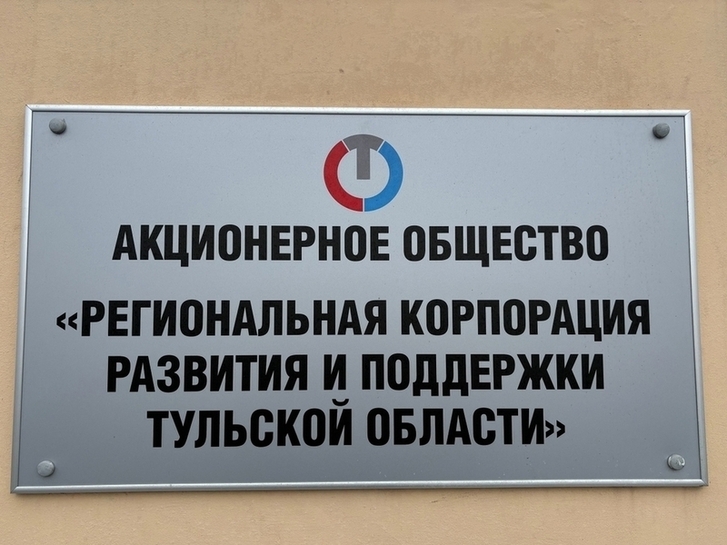 АКЦИОНЕРНОЕ ОБЩЕСТВО
«РЕГИОНАЛЬНАЯ КОРПОРАЦИЯ
РАЗВИТИЯ И ПОДДЕРЖКИ
ТУЛЬСКОЙ ОБЛАСТИ»